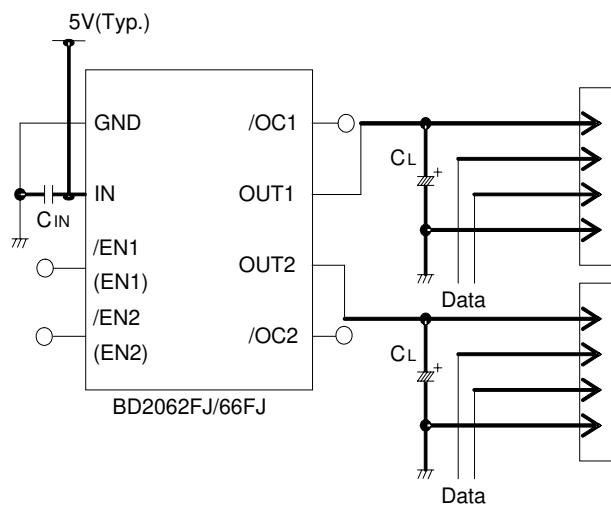 5V(Typ.)
GND
/OC1
CL
IN
OUT1
CIN
/EN1
(EN1)
OUT2
Data
/EN2
(EN2)
/OC2
CL
BD2062FJ/66FJ
Data